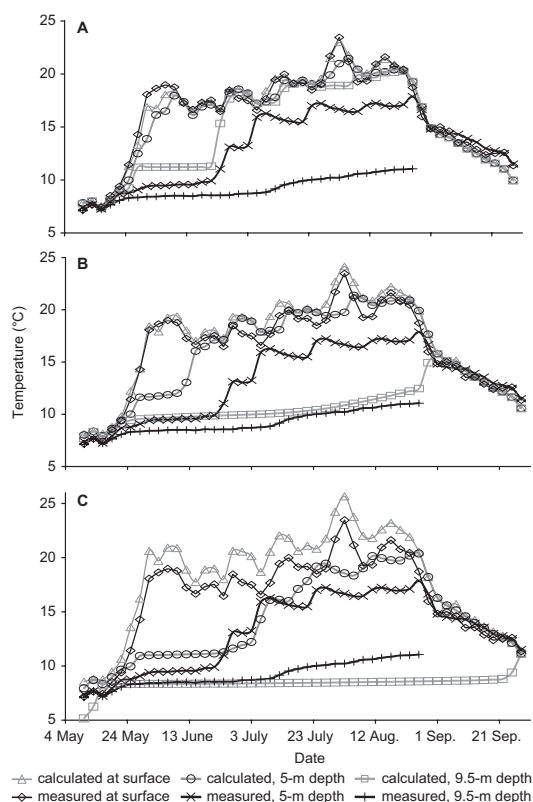 A
25
20
15
10
5
B
25
20
15
10
5
Temperature (°C)
C
25
20
15
10
5
4 May 24 May 13 June 3 July 23 July 12 Aug. 1 Sep. 21 Sep.
Date
calculated at surface calculated, 5-m depth calculated, 9.5-m depth
measured at surface measured, 5-m depth measured, 9.5-m depth